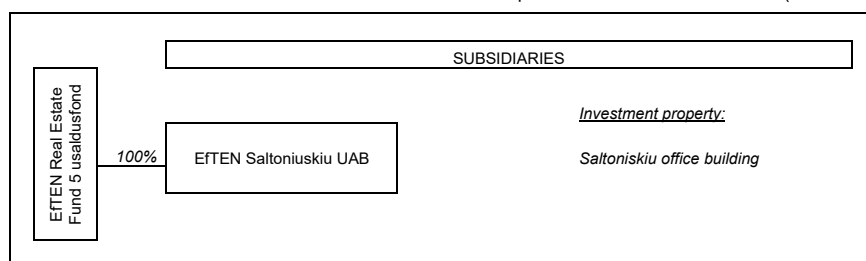 SUBSIDIARIES
EfTEN Real Estate
Fund 5 usaldusfond
100%
EfTEN Saltoniuskiu UAB
Investment property:
Saltoniskiu office building